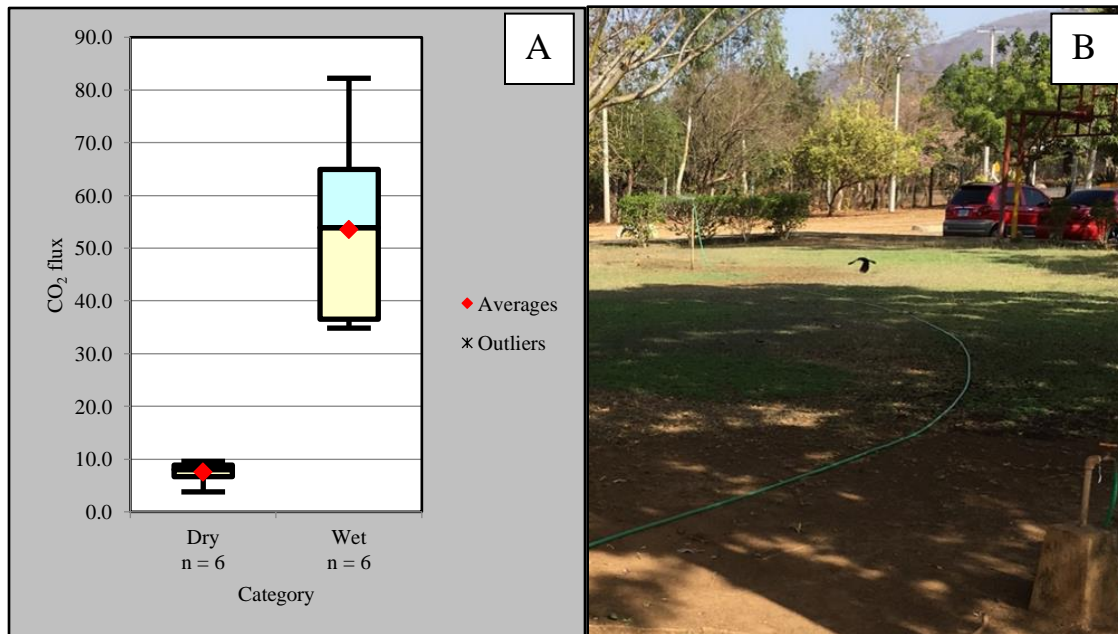 A
90.0
80.0
70.0
60.0
50.0
40.0
30.0
20.0
10.0
0.0
CO₂ flux
Dry
n = 6
Wet
n = 6
Category
Averages
Outliers
B